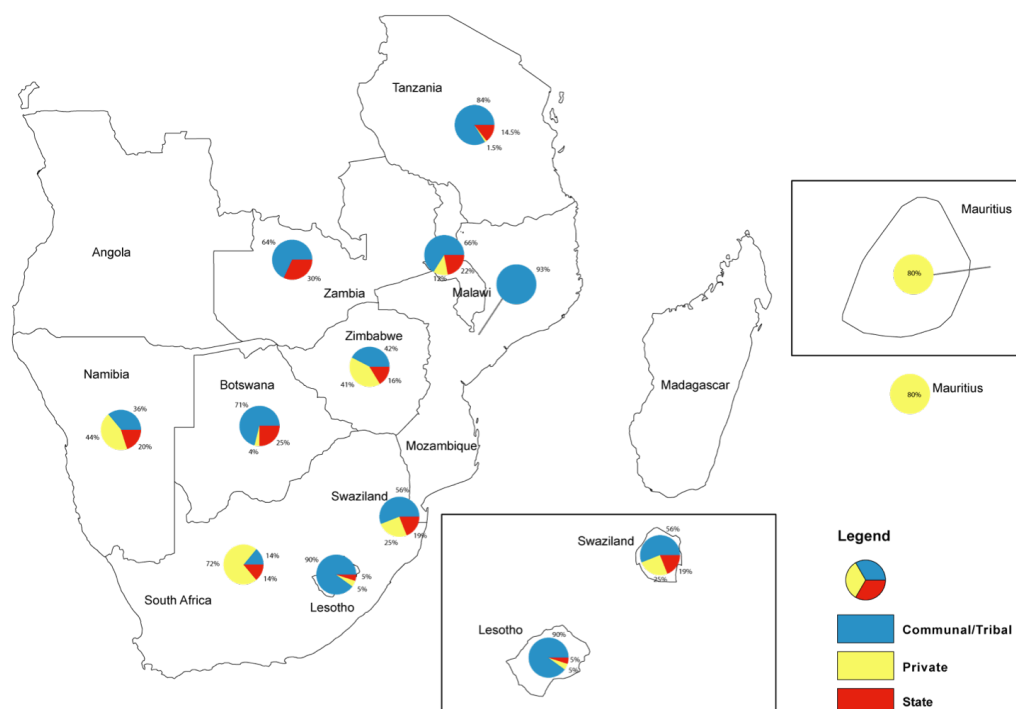 Tanzania
84%
14.5%
1.5%
Angola
64%
30%
Zambia
66%
22%
12%
Malawi
93%
Mauritius
80%
Zimbabwe
42%
41%
16%
Namibia
36%
44%
20%
Botswana
71%
25%
4%
Madagascar
80%
Mauritius
Mozambique
Swaziland
56%
25%
19%
72%
14%
14%
South Africa
90%
5%
5%
Lesotho
Swaziland
56%
25%
19%
Lesotho
90%
5%
5%
Legend
Communal/Tribal
Private
State